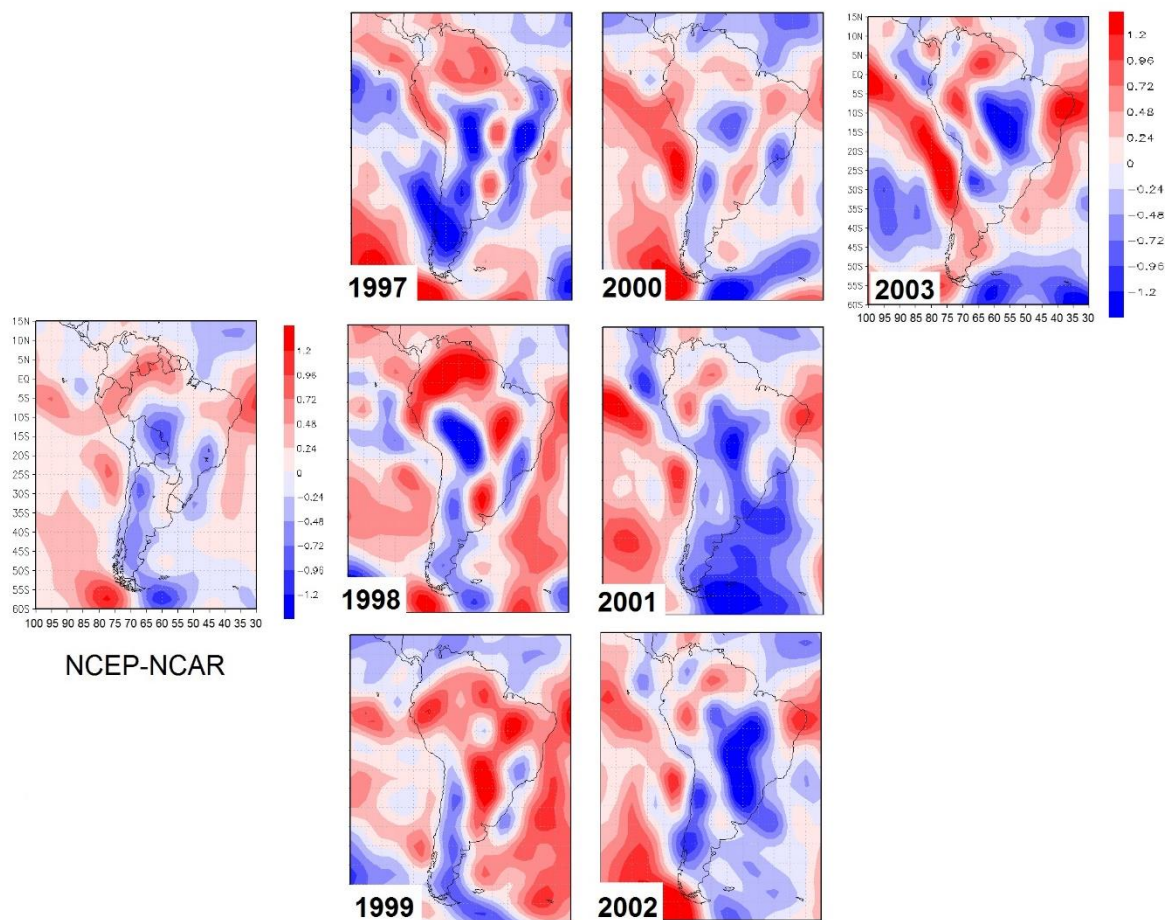 1997
2000
15N
10N
5N
EQ
5S
10S
15S
20S
25S
30S
35S
40S
45S
50S
55S
60S
2003
100 95 90 85 80 75 70 65 60 55 50 45 40 35 30
1.2
0.96
0.72
0.48
0.24
0
−0.24
−0.48
−0.72
−0.96
−1.2
15N
10N
5N
EQ
5S
10S
15S
20S
25S
30S
35S
40S
45S
50S
55S
60S
100 95 90 85 80 75 70 65 60 55 50 45 40 35 30
1.2
0.96
0.72
0.48
0.24
0
−0.24
−0.48
−0.72
−0.96
−1.2
NCEP-NCAR
1998
2001
1999
2002